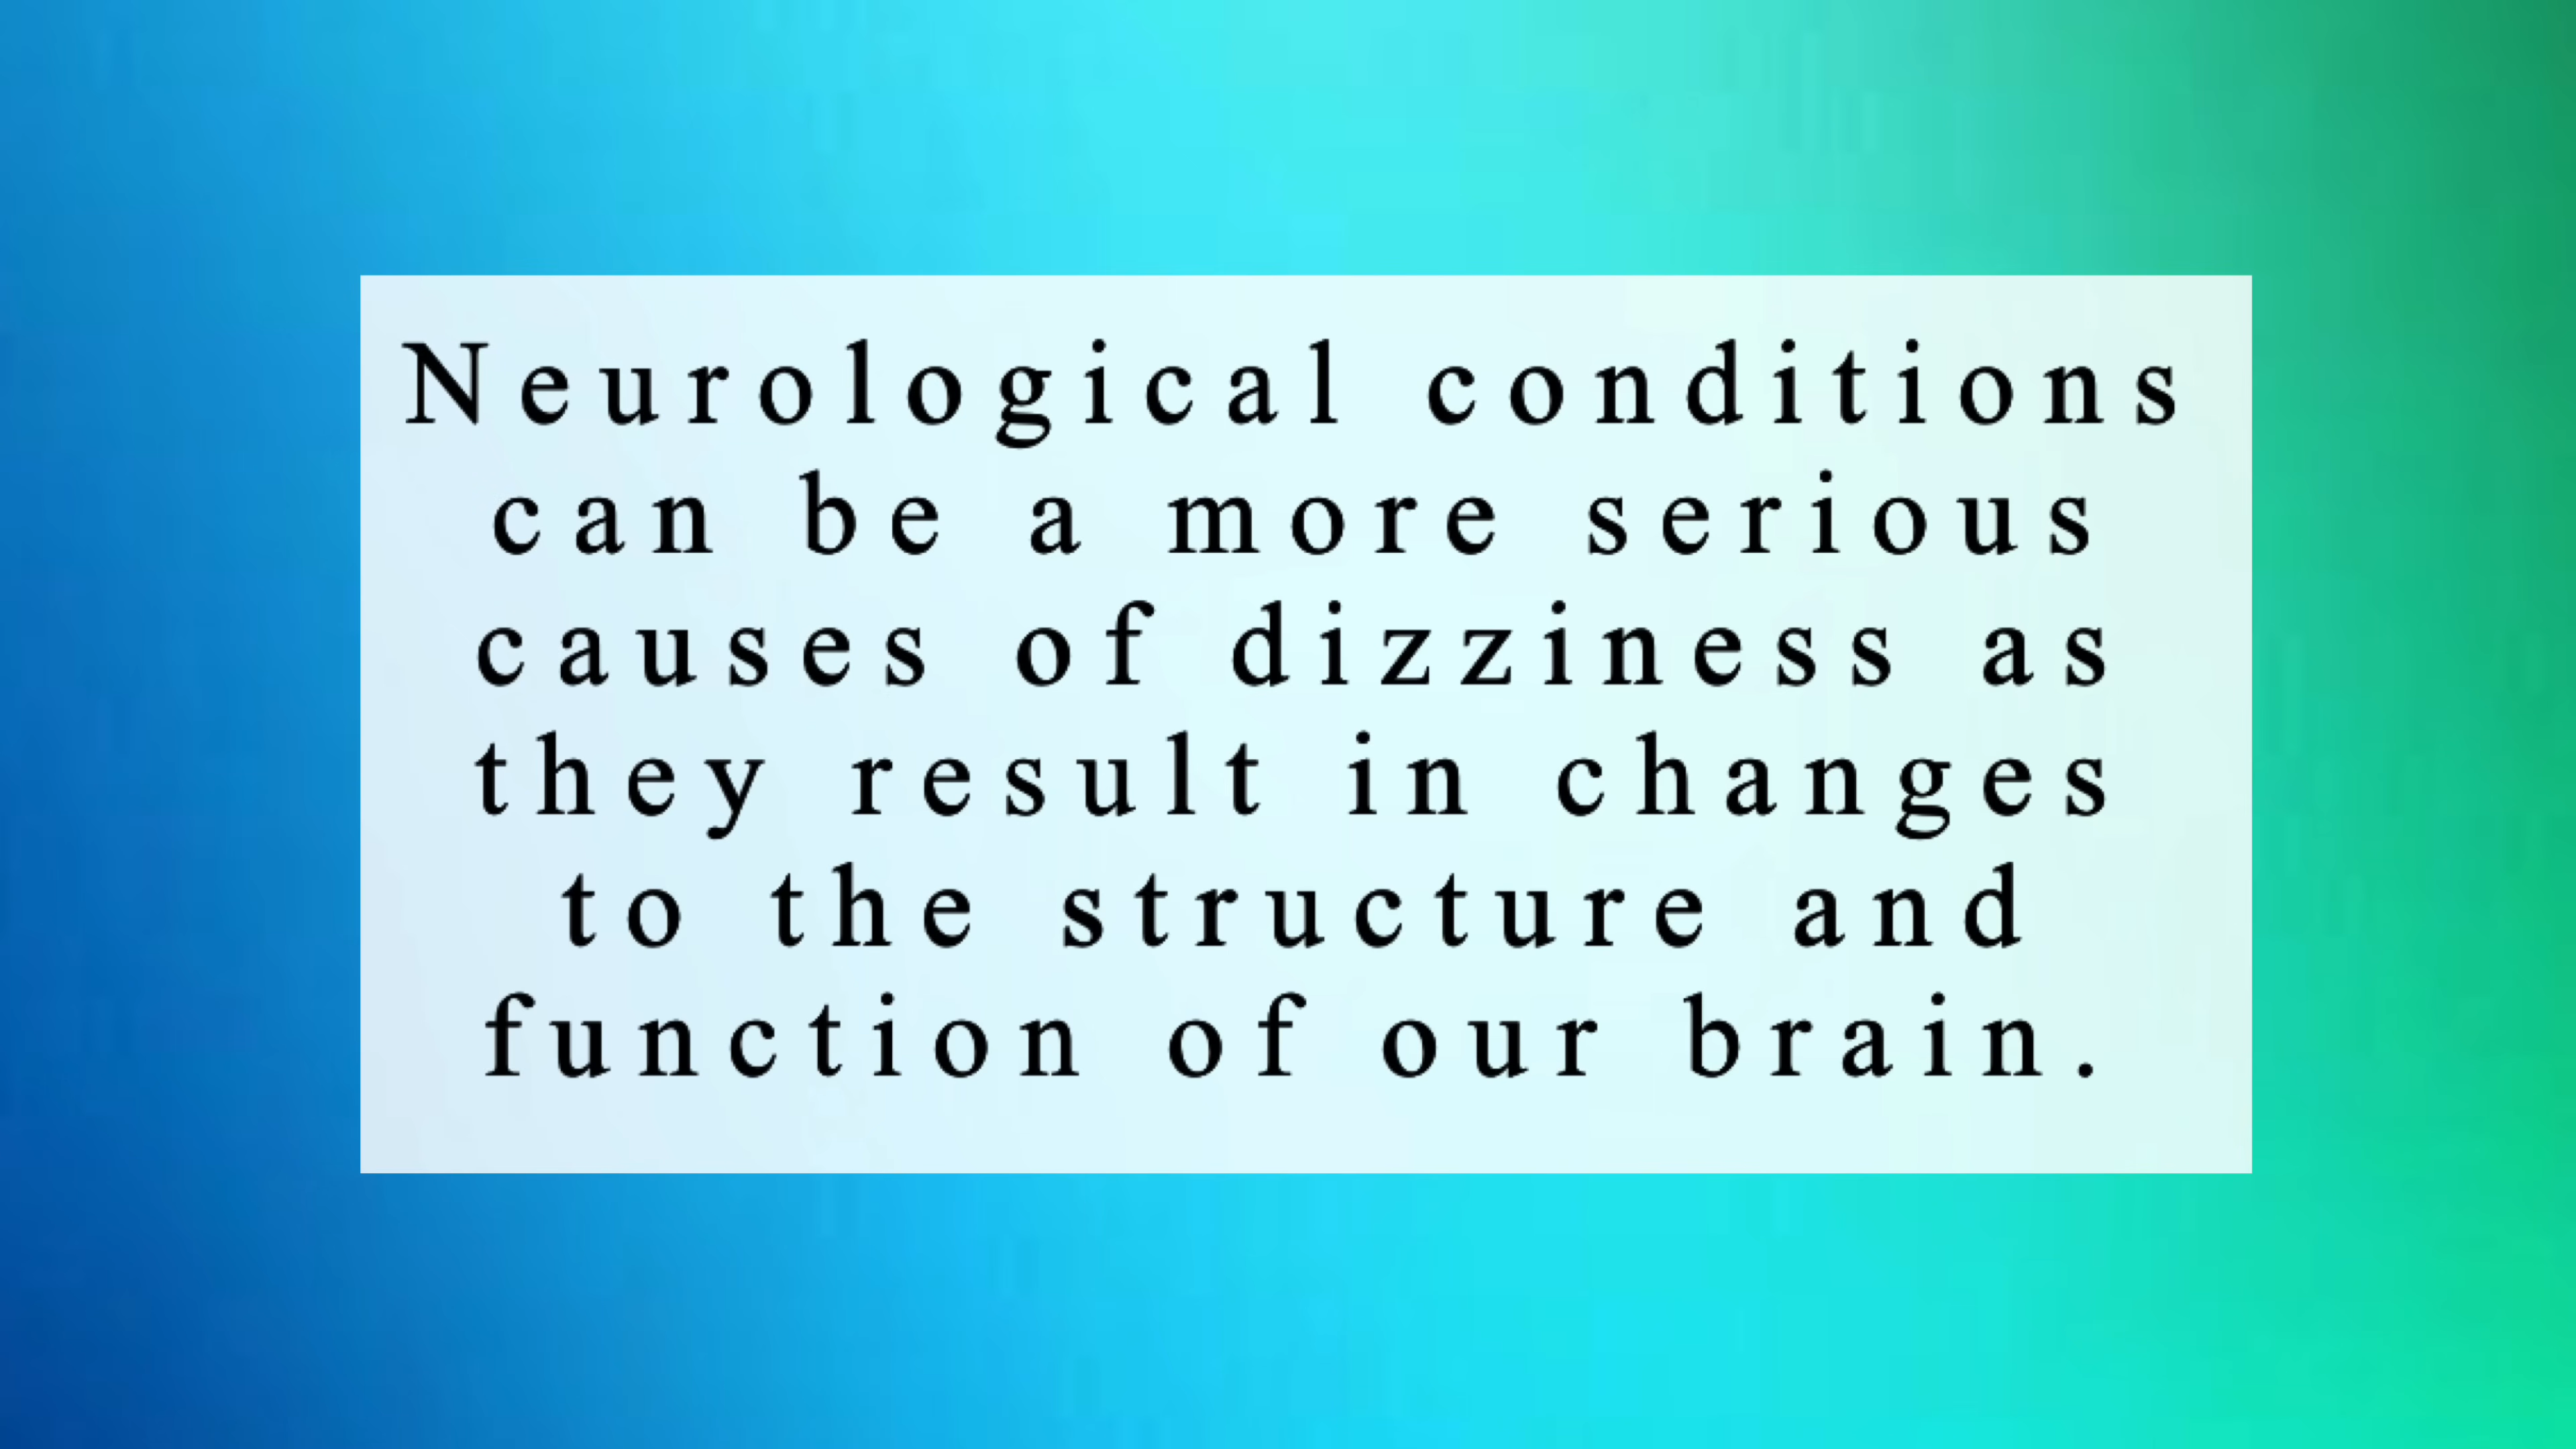 Neurological conditions
can be a more serious
causes of dizziness as
they result in changes
to the structure and
function of our brain.